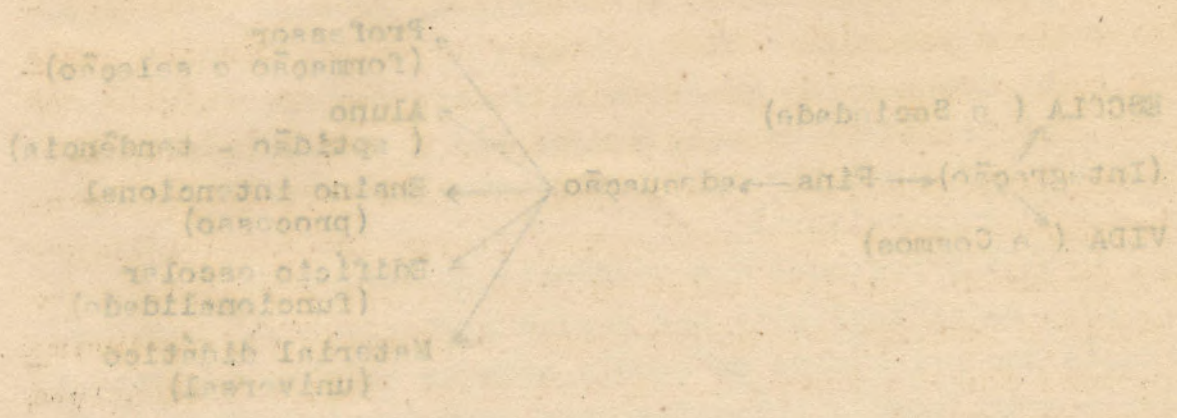 ESCOLA ( a Sociedade)
(Integração) Fins adequação
VIDA ( e Cosmos)
Professor
(formação e seleção)
Aluno
( aptidão - tendência)
Ensino intencional
(processo)
Edifício escolar
(funcionalidade)
Material didático
(universal)